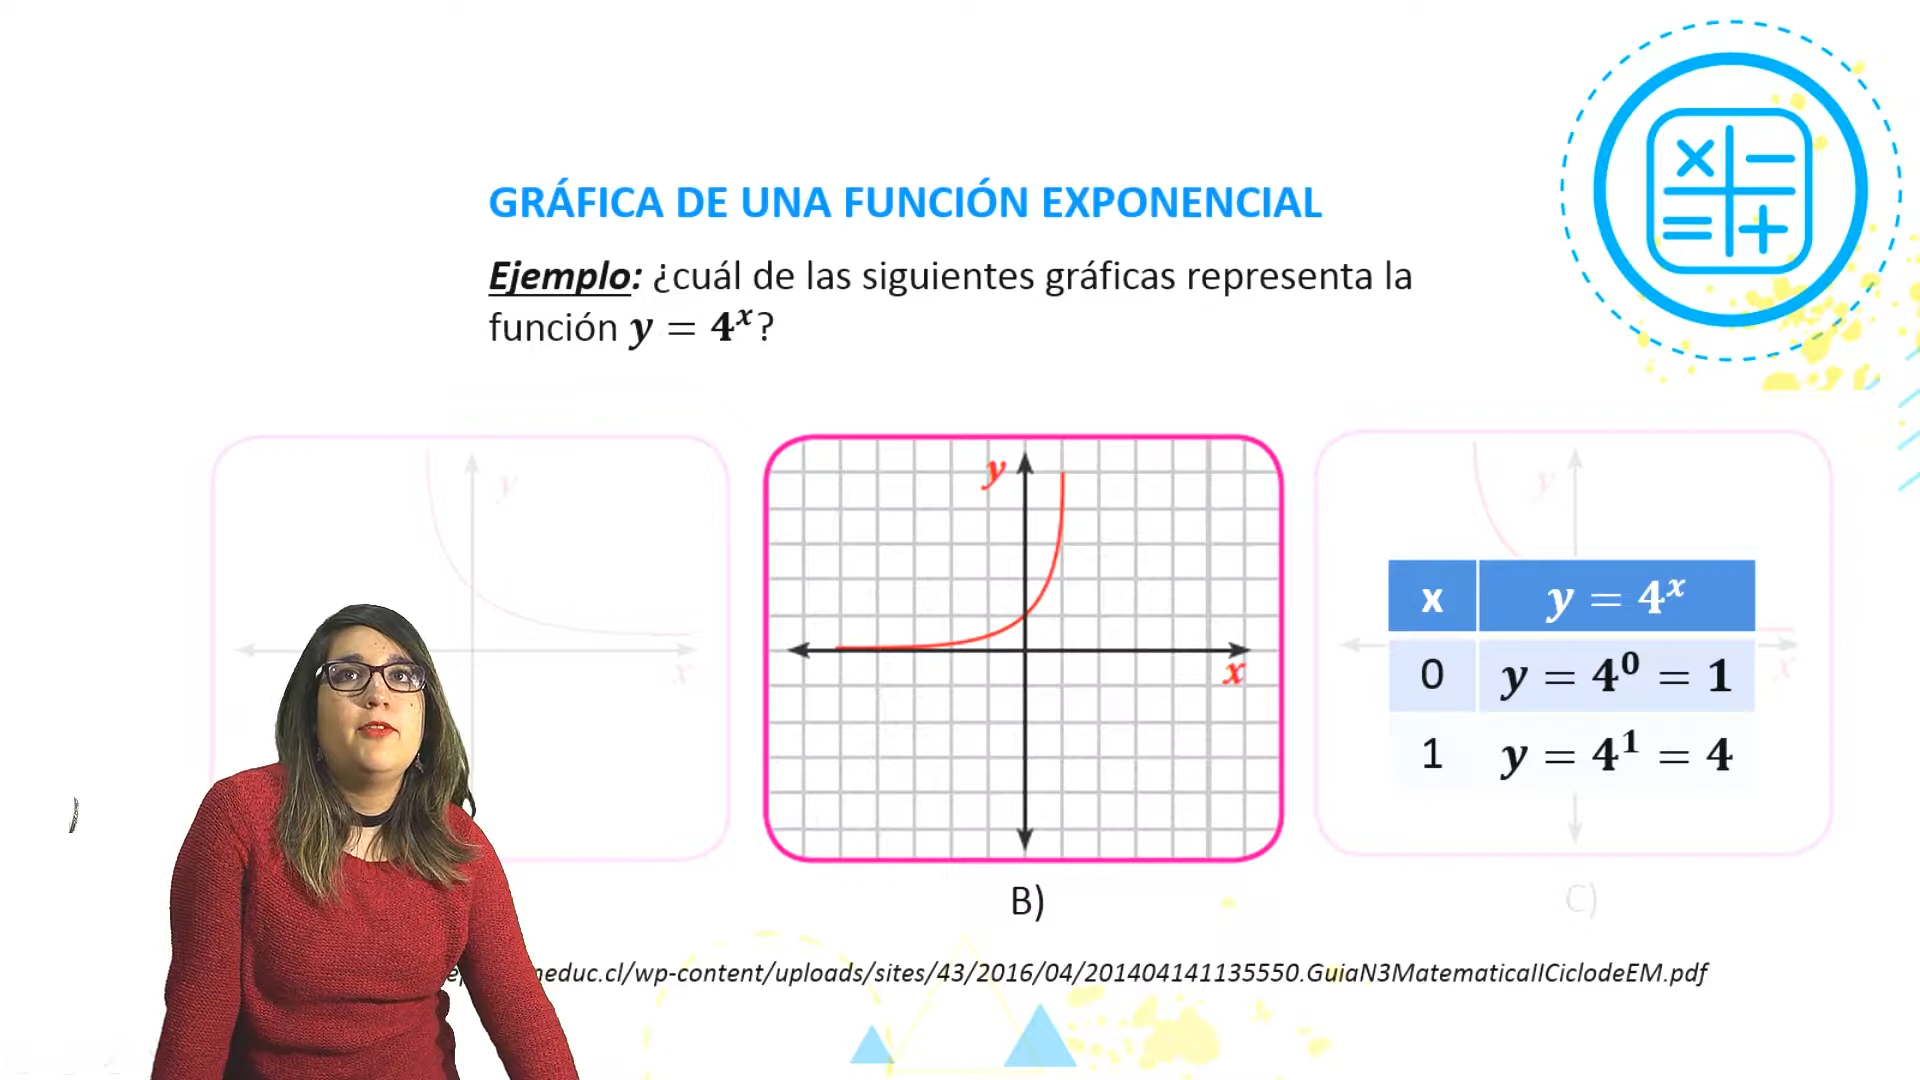 GRÁFICA DE UNA FUNCIÓN EXPONENCIAL
Ejemplo: ¿cuál de las siguientes gráficas representa la
función y = 4ˣ?
y
x
y
x
y
x
x y = 4ˣ
0 y = 4⁰ = 1
1 y = 4¹ = 4
B)
C)
neduc.cl/wp-content/uploads/sites/43/2016/04/201404141135550.GuiaN3MatematicaIICiclodeEM.pdf